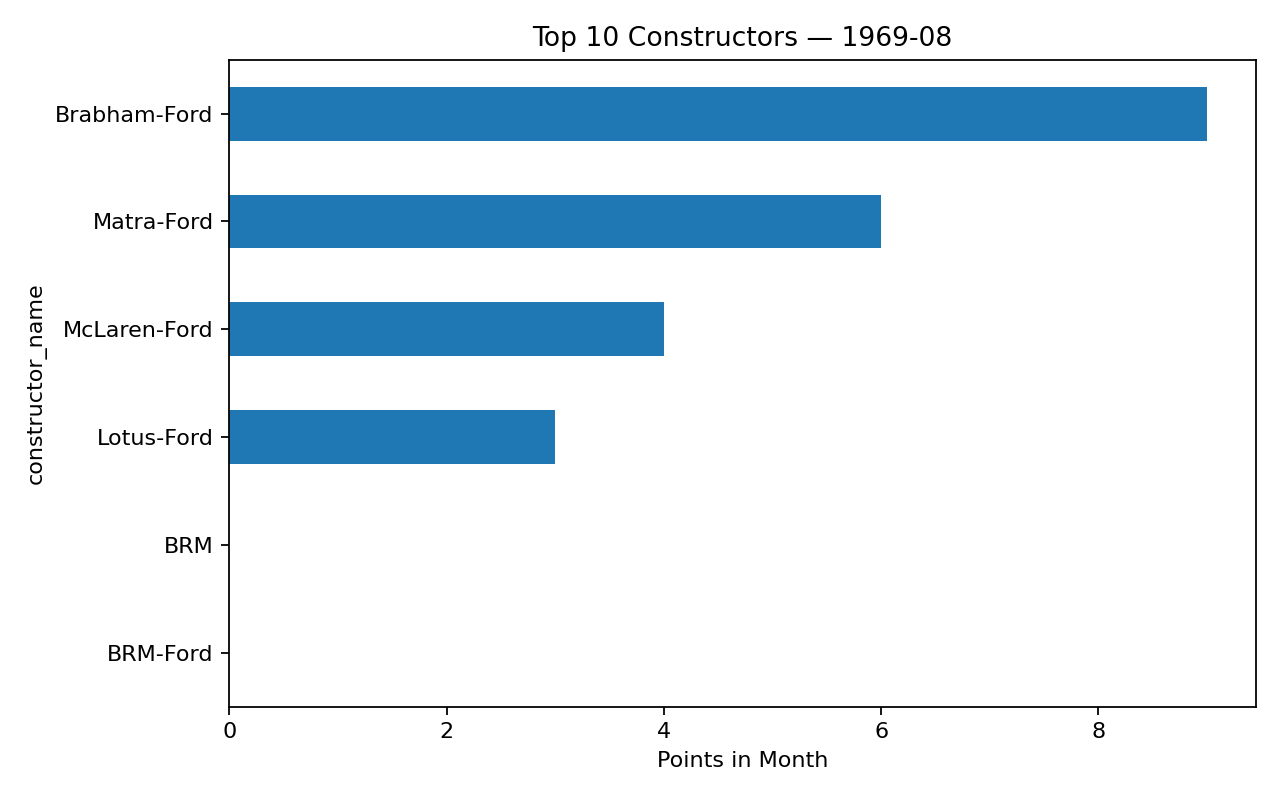 Top 10 Constructors — 1969-08
constructor_name
Brabham-Ford
Matra-Ford
McLaren-Ford
Lotus-Ford
BRM
BRM-Ford
0 2 4 6 8
Points in Month